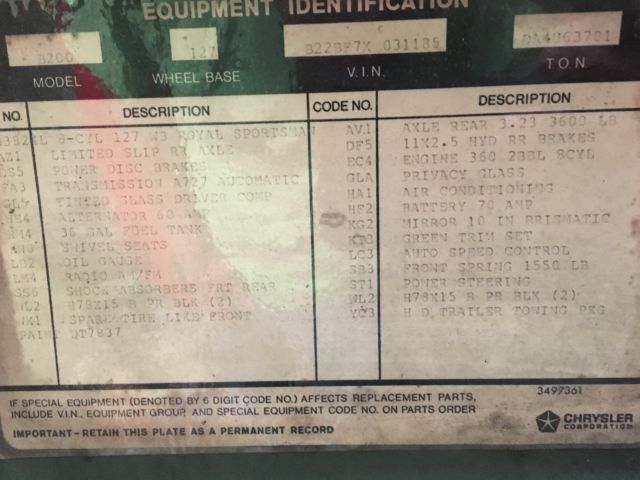 EQUIPMENT IDENTIFICATION
B200 127 B22BF7X 031185
MODEL WHEEL BASE V.I.N. T.O.N
NO. DESCRIPTION CODE NO. DESCRIPTION
8-CYL 127 W3 ROYAL SPORTSMAN
AZ1 LIMITED SLIP RR AXLE
POWER DISC BRAKES
TRANSMISSION A727 AUTOMATIC
TINTED GLASS DRIVER COMP
ALTERNATOR 60 AMP
36 GAL FUEL TANK
SWIVEL SEATS
OIL GAUGE
RADIO AM/FM
SHOCK ABSORBERS FRT REAR
H78X15 B PR BLK (2)
SPARE TIRE LIKE FRONT
PAINT DT7837
AV1 AXLE REAR 3.23 3600 LB
DF5 11X2.5 HYD RR BRAKES
EC4 ENGINE 360 2BBL 8CYL
GLA PRIVACY GLASS
HA1 AIR CONDITIONING
HF2 BATTERY 70 AMP
KG2 MIRROR 10 IN PRISMATIC
GREEN TRIM SET
LC3 AUTO SPEED CONTROL
SB3 FRONT SPRING 1550 LB
ST1 POWER STEERING
WL2 H78X15 B PR BLK (2)
YC3 H D TRAILER TOWING PKG
IF SPECIAL EQUIPMENT (DENOTED BY 6 DIGIT CODE NO.) AFFECTS REPLACEMENT PARTS,
INCLUDE V.I.N., EQUIPMENT GROUP AND SPECIAL EQUIPMENT CODE NO. ON PARTS ORDER
IMPORTANT-RETAIN THIS PLATE AS A PERMANENT RECORD
3497361
CHRYSLER
CORPORATION